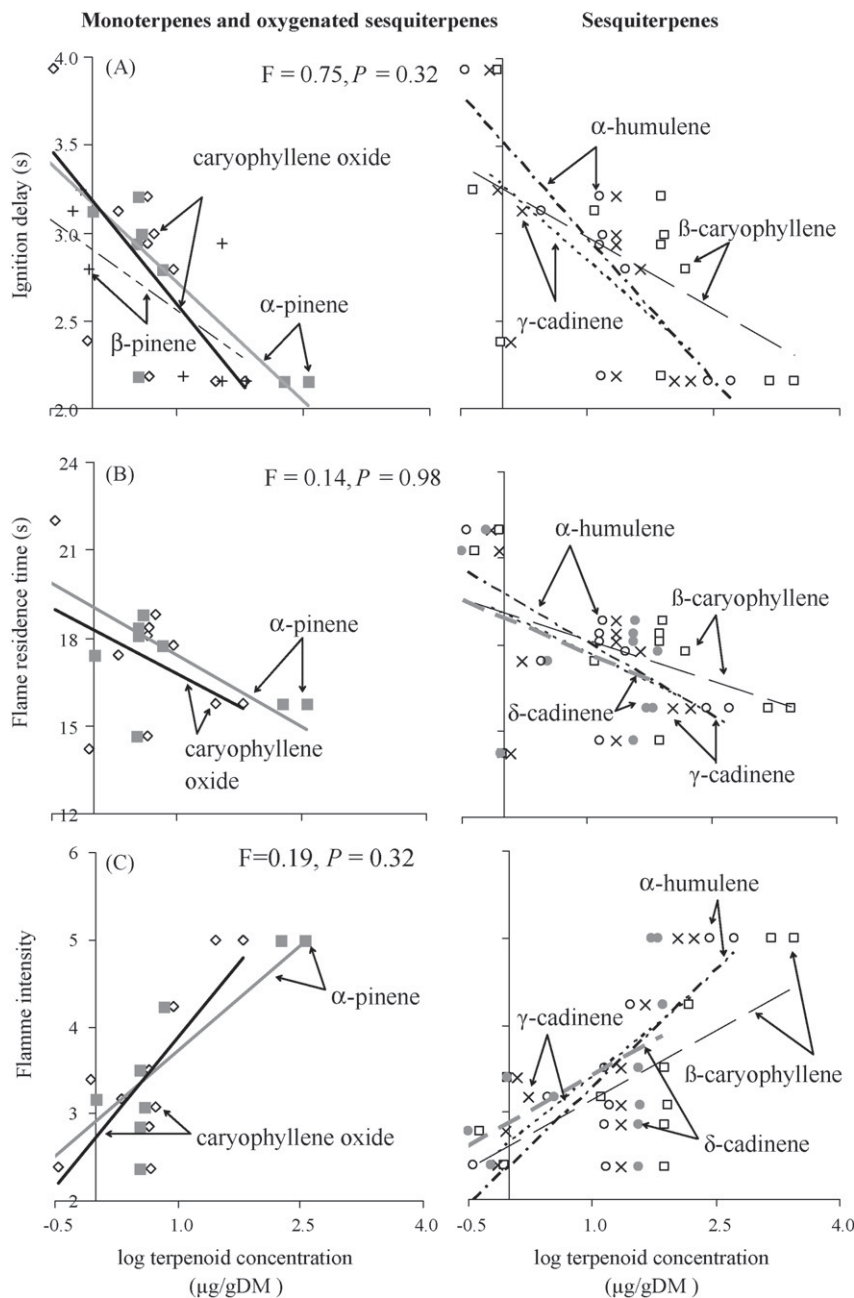 Monoterpenes and oxygenated sesquiterpenes
Sesquiterpenes
(A)
F = 0.75, P = 0.32
Ignition delay (s)
4.0
3.5
3.0
2.5
2.0
caryophyllene oxide
α-pinene
β-pinene
α-humulene
ß-caryophyllene
γ-cadinene
(B)
F = 0.14, P = 0.98
Flame residence time (s)
24
21
18
15
12
α-pinene
caryophyllene
oxide
α-humulene
ß-caryophyllene
δ-cadinene
γ-cadinene
(C)
F=0.19, P = 0.32
Flamme intensity
6
5
4
3
2
α-pinene
caryophyllene oxide
α-humulene
γ-cadinene
ß-caryophyllene
δ-cadinene
-0.5 1.0 2.5 4.0
-0.5 1.0 2.5 4.0
log terpenoid concentration
(µg/gDM )
log terpenoid concentration
(µg/gDM )